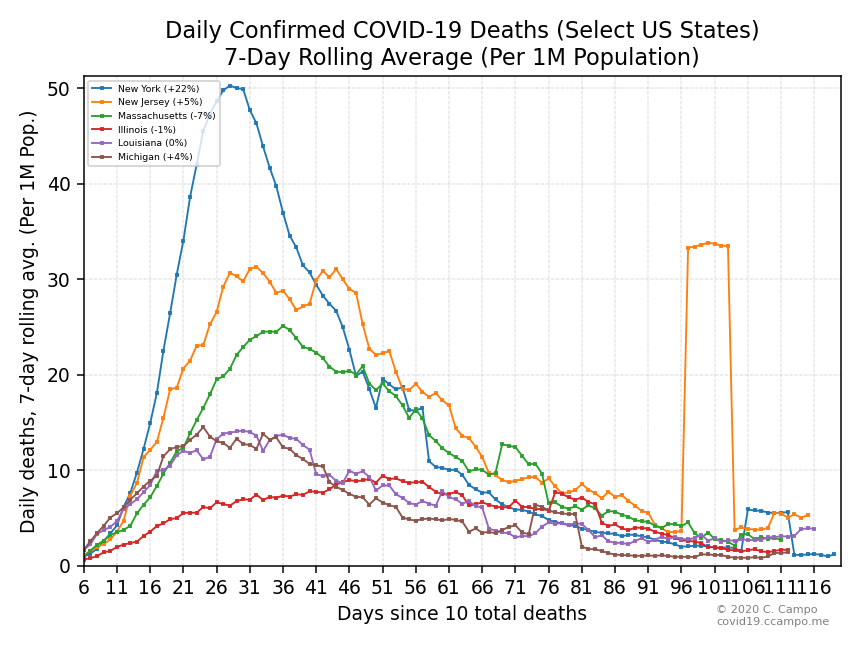 Daily Confirmed COVID-19 Deaths (Select US States)
7-Day Rolling Average (Per 1M Population)
Daily deaths, 7-day rolling avg. (Per 1M Pop.)
50
40
30
20
10
0
New York (+22%)
New Jersey (+5%)
Massachusetts (-7%)
Illinois (-1%)
Louisiana (0%)
Michigan (+4%)
6 11 16 21 26 31 36 41 46 51 56 61 66 71 76 81 86 91 96 101 106 111 116
Days since 10 total deaths
© 2020 C. Campo
covid19.ccampo.me